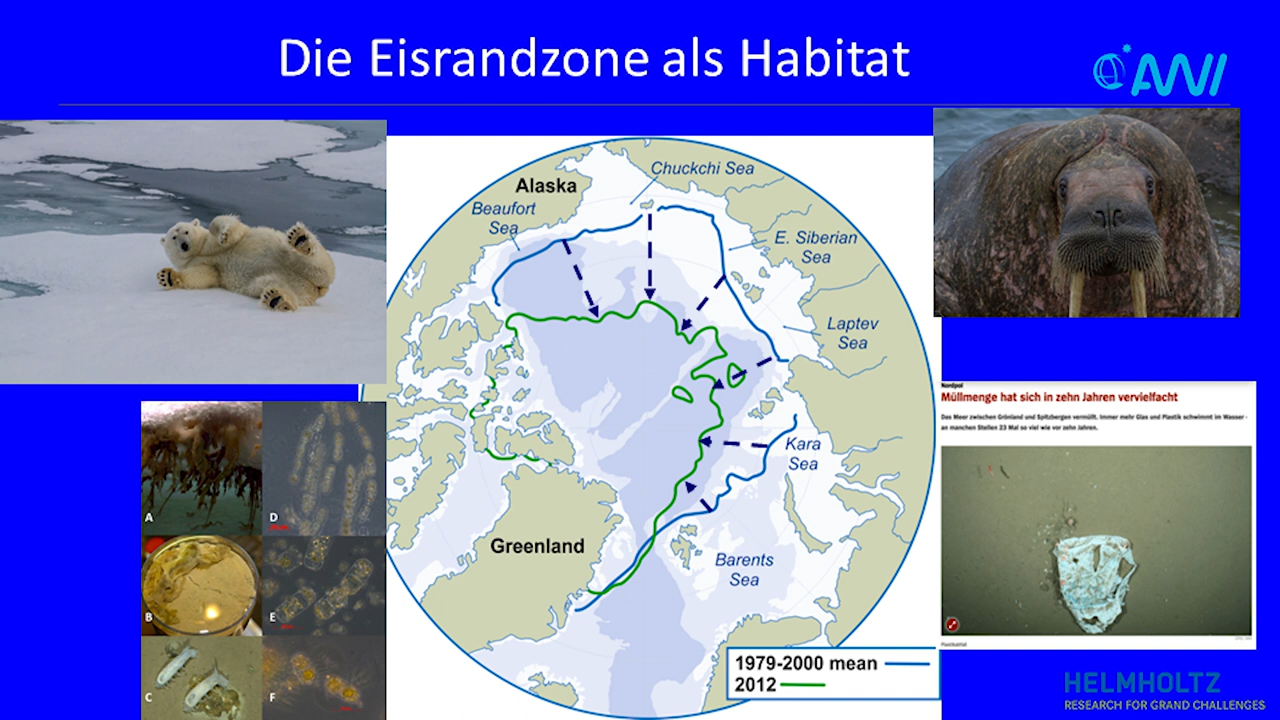 Die Eisrandzone als Habitat
AWI
Chuckchi Sea
Alaska
Beaufort
Sea
E. Siberian
Sea
Laptev
Sea
Kara
Sea
Greenland
Barents
Sea
1979-2000 mean
2012
A
D
B
E
C
F
Nordpol
Müllmenge hat sich in zehn Jahren vervielfacht
Das Meer zwischen Grönland und Spitzbergen vermüllt. Immer mehr Glas und Plastik schwimmt im Wasser -
an manchen Stellen 23 Mal so viel wie vor zehn Jahren.
HELMHOLTZ
RESEARCH FOR GRAND CHALLENGES